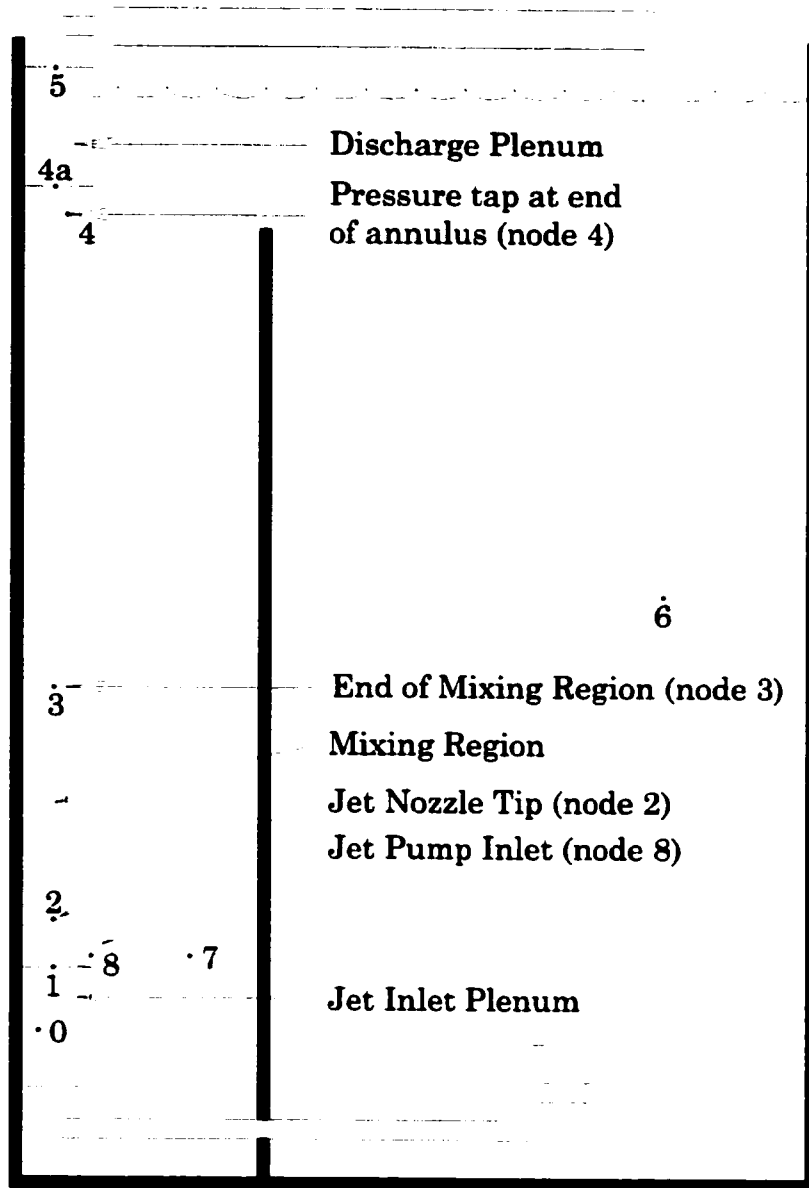 5
Discharge Plenum
4a
Pressure tap at end
4
of annulus (node 4)
6
3
End of Mixing Region (node 3)
Mixing Region
Jet Nozzle Tip (node 2)
Jet Pump Inlet (node 8)
2
8
7
1
Jet Inlet Plenum
0